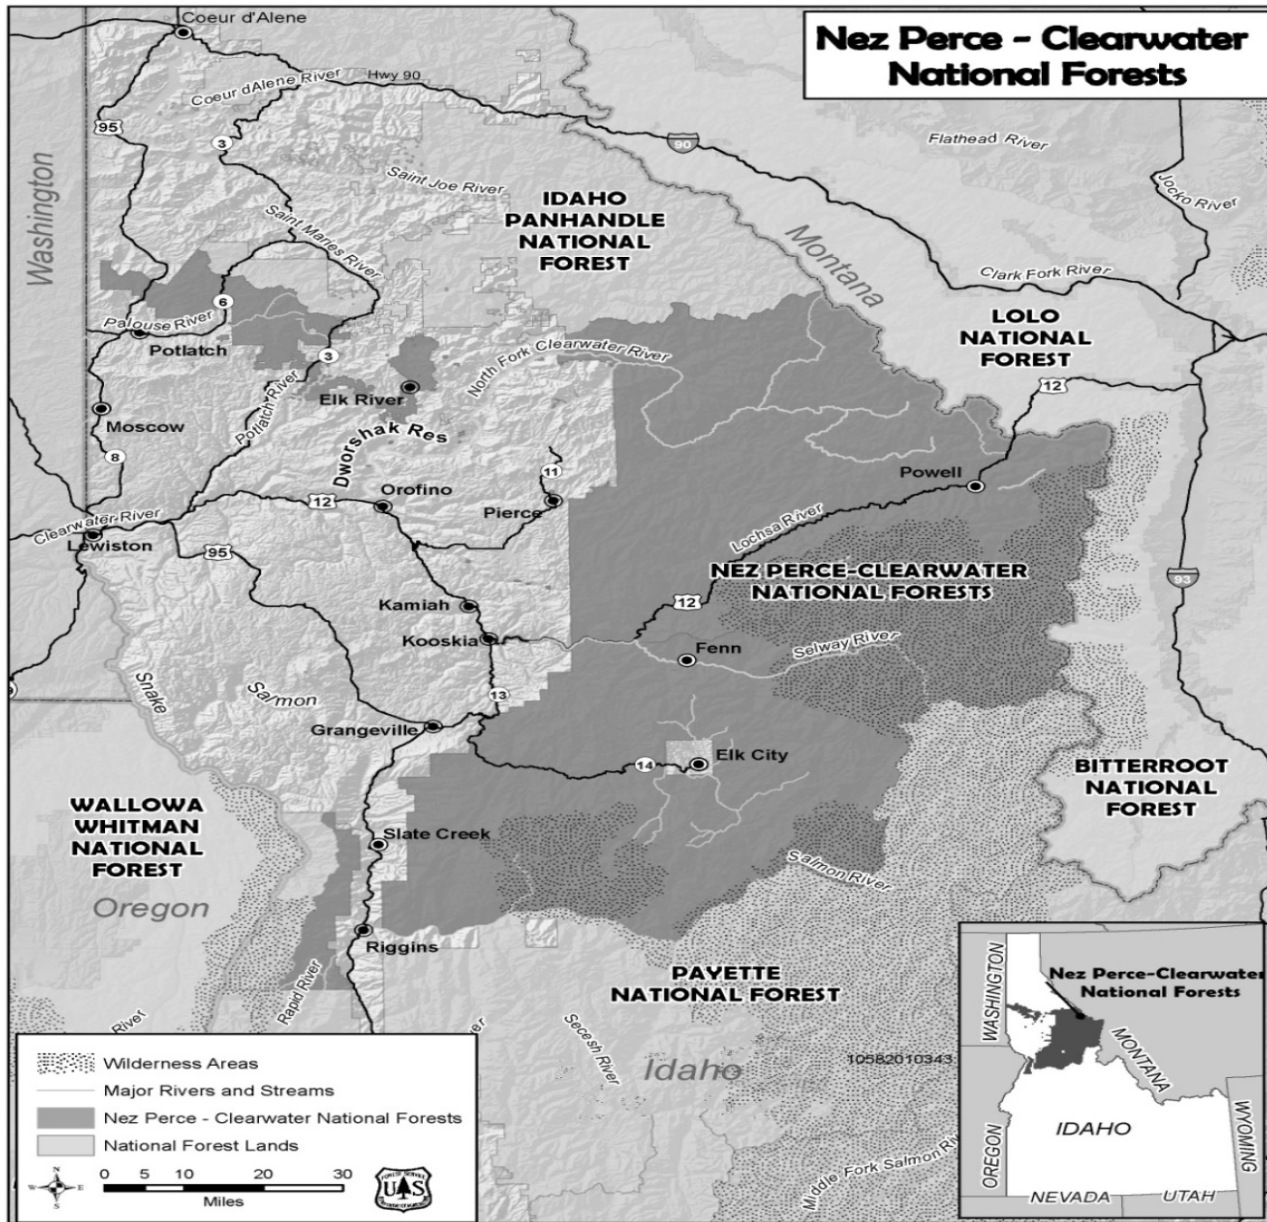 Nez Perce - Clearwater
National Forests
Coeur d'Alene
Coeur dAlene River
Hwy 90
95
3
90
Flathead River
Jocko River
Washington
Saint Joe River
IDAHO
PANHANDLE
NATIONAL
FOREST
Saint Maries River
Montana
Clark Fork River
6
Palouse River
Potlatch
3
LOLO
NATIONAL
FOREST
North Fork Clearwater River
12
Elk River
Potlatch River
Moscow
8
Dworshak Res
11
Powell
12
Orofino
Pierce
Clearwater River
Lewiston
Lochsa River
95
NEZ PERCE-CLEARWATER
NATIONAL FORESTS
93
Kamiah
12
Kooskia
Fenn
Selway River
Snake
Salmon
13
Grangeville
14
Elk City
BITTERROOT
NATIONAL
FOREST
WALLOWA
WHITMAN
NATIONAL
FOREST
Slate Creek
Salmon River
Oregon
Riggins
Rapid River
PAYETTE
NATIONAL FOREST
River
Secesh River
Idaho
10582010343
Middle Fork Salmon
Wilderness Areas
Major Rivers and Streams
Nez Perce - Clearwater National Forests
National Forest Lands
N
W E
S
0 5 10 20 30
Miles
FOREST SERVICE
U S
WASHINGTON
Nez Perce-Clearwater
National Forests
MONTANA
OREGON
IDAHO
WYOMING
NEVADA
UTAH